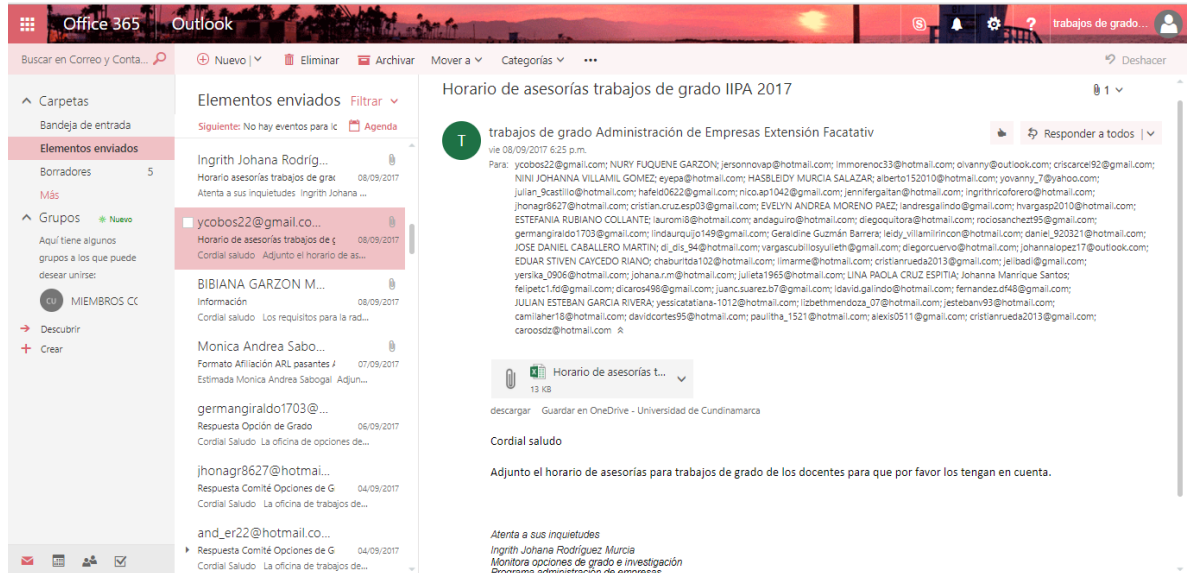 Office 365
Outlook
trabajos de grado...
Buscar en Correo y Conta...
Nuevo
Eliminar
Archivar
Mover a
Categorías
Deshacer
Carpetas
Bandeja de entrada
Elementos enviados
Borradores 5
Más
Grupos
Nuevo
Aquí tiene algunos
grupos a los que puede
desear unirse:
CU
MIEMBROS CC
Descubrir
Crear
Elementos enviados
Filtrar
Siguiente: No hay eventos para lc
Agenda
Ingrith Johana Rodríg...
Horario asesorías trabajos de grac 08/09/2017
Atenta a sus inquietudes Ingrith Johana ...
ycobos22@gmail.co...
Horario de asesorías trabajos de g 08/09/2017
Cordial saludo Adjunto el horario de as...
BIBIANA GARZON M...
Información 08/09/2017
Cordial saludo Los requisitos para la rad...
Monica Andrea Sabo...
Formato Afiliación ARL pasantes A 07/09/2017
Estimada Monica Andrea Sabogal Adjun...
germangiraldo1703@...
Respuesta Opción de Grado 06/09/2017
Cordial Saludo La oficina de opciones de...
jhonagr8627@hotmai...
Respuesta Comité Opciones de G 04/09/2017
Cordial Saludo La oficina de trabajos de...
and_er22@hotmail.co...
Respuesta Comité Opciones de G 04/09/2017
Cordial Saludo La oficina de trabajos de...
Horario de asesorías trabajos de grado IIPA 2017
1
T
trabajos de grado Administración de Empresas Extensión Facatativ
vie 08/09/2017 6:25 p.m.
Responder a todos
Para: ycobos22@gmail.com; NURY FUQUENE GARZON; jersonnovap@hotmail.com; lmmorenoc33@hotmail.com; olvanny@outlook.com; criscarcel92@gmail.com;
NINI JOHANNA VILLAMIL GOMEZ; eyepa@hotmail.com; HASBLEIDY MURCIA SALAZAR; alberto152010@hotmail.com; yovanny_7@yahoo.com;
julian_9castillo@hotmail.com; hafeid0622@gmail.com; nico.ap1042@gmail.com; jennifergaitan@hotmail.com; ingrithricoforero@hotmail.com;
jhonagr8627@hotmail.com; cristian.cruz.esp03@gmail.com; EVELYN ANDREA MORENO PAEZ; landresgalindo@gmail.com; hvargasp2010@hotmail.com;
ESTEFANIA RUBIANO COLLANTE; lauromi8@hotmail.com; andaguiro@hotmail.com; diegoquitora@hotmail.com; rociosanchezt95@gmail.com;
germangiraldo1703@gmail.com; lindaurquijo149@gmail.com; Geraldine Guzmán Barrera; leidy_villamilrincon@hotmail.com; daniel_920321@hotmail.com;
JOSE DANIEL CABALLERO MARTIN; di_dis_94@hotmail.com; vargascubillosyulieth@gmail.com; diegorcuervo@hotmail.com; johannalopez17@outlook.com;
EDUAR STIVEN CAYCEDO RIANO; chaburitda102@hotmail.com; limarme@hotmail.com; cristianrueda2013@gmail.com; jeilbadi@gmail.com;
yersika_0906@hotmail.com; johana.r.m@hotmail.com; julieta1965@hotmail.com; LINA PAOLA CRUZ ESPITIA; Johanna Manrique Santos;
felipetc1.fd@gmail.com; dicaros498@gmail.com; juanc.suarez.b7@gmail.com; ldavid.galindo@hotmail.com; fernandez.df48@gmail.com;
JULIAN ESTEBAN GARCIA RIVERA; yessicatatiana-1012@hotmail.com; lizbethmendoza_07@hotmail.com; jestebanv93@hotmail.com;
camilaher18@hotmail.com; davidcortes95@hotmail.com; paulitha_1521@hotmail.com; alexis0511@gmail.com; cristianrueda2013@gmail.com;
caroosdz@hotmail.com
Horario de asesorías t...
13 KB
descargar Guardar en OneDrive - Universidad de Cundinamarca
Cordial saludo
Adjunto el horario de asesorías para trabajos de grado de los docentes para que por favor los tengan en cuenta.
Atenta a sus inquietudes
Ingrith Johana Rodríguez Murcia
Monitora opciones de grado e investigación
Programa administración de empresas